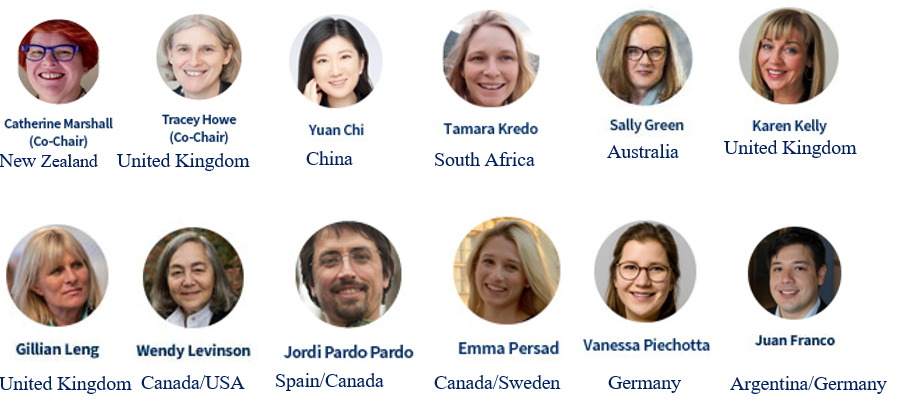 Catherine Marshall
(Co-Chair)
New Zealand
Tracey Howe
(Co-Chair)
United Kingdom
Yuan Chi
China
Tamara Kredo
South Africa
Sally Green
Australia
Karen Kelly
United Kingdom
Gillian Leng
United Kingdom
Wendy Levinson
Canada/USA
Jordi Pardo Pardo
Spain/Canada
Emma Persad
Canada/Sweden
Vanessa Piechotta
Germany
Juan Franco
Argentina/Germany